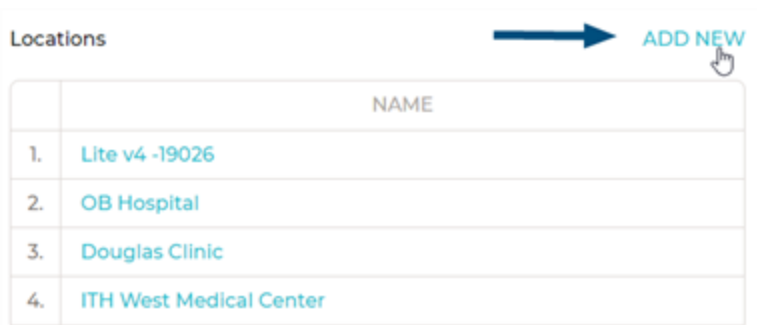 Locations ADD NEW
NAME
1. Lite v4 -19026
2. OB Hospital
3. Douglas Clinic
4. ITH West Medical Center